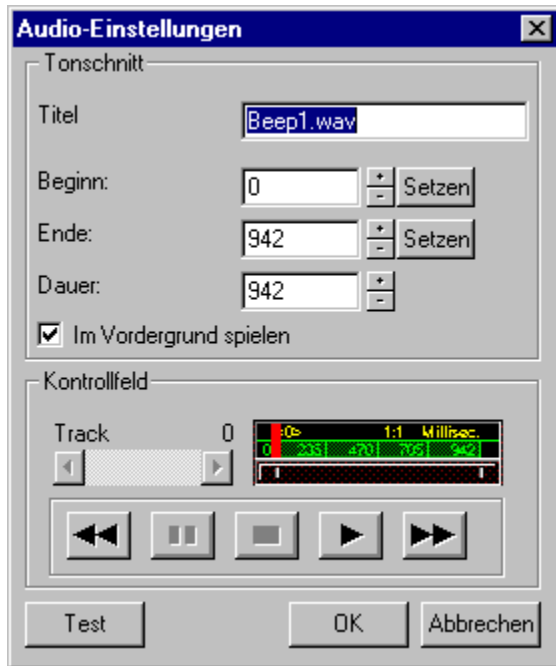 Audio-Einstellungen
Tonschnitt
Titel
Beep1.wav
Beginn:
0
+
-
Setzen
Ende:
942
+
-
Setzen
Dauer:
942
+
-
Im Vordergrund spielen
Kontrollfeld
Track 0
<0> 1:1 Millisec.
0 235 470 705 942
Test
OK
Abbrechen